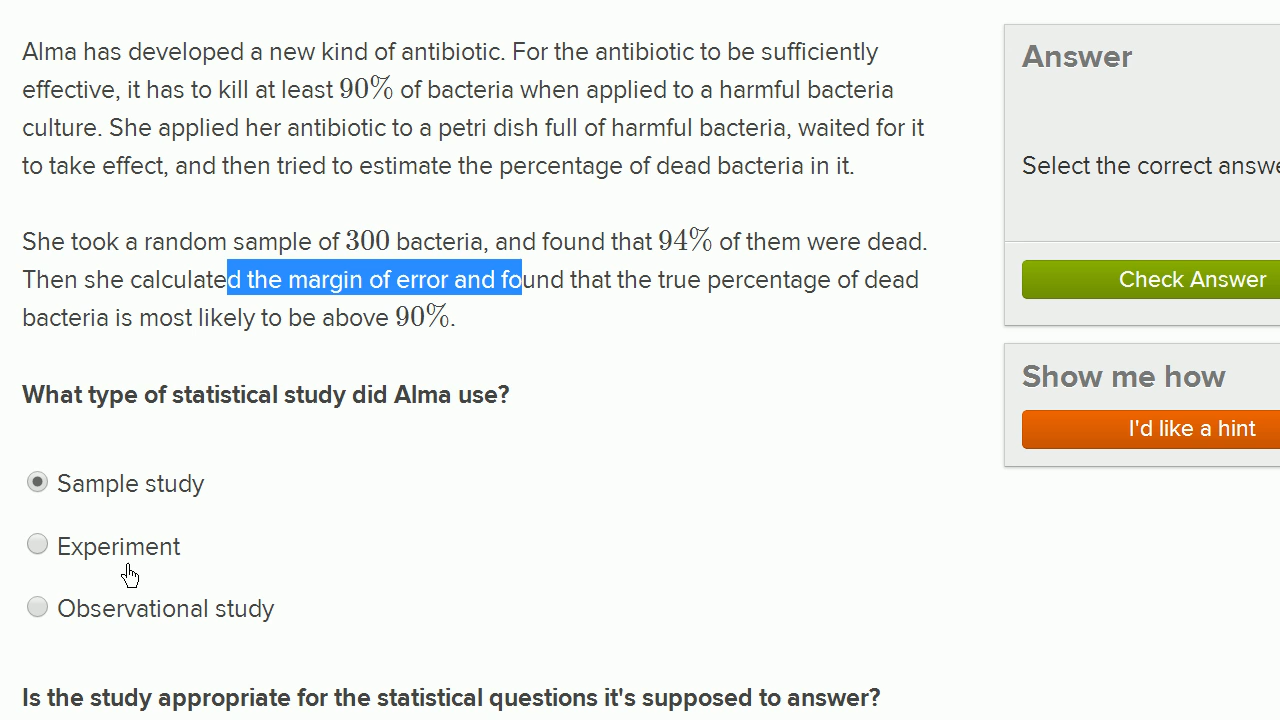 Alma has developed a new kind of antibiotic. For the antibiotic to be sufficiently
effective, it has to kill at least 90% of bacteria when applied to a harmful bacteria
culture. She applied her antibiotic to a petri dish full of harmful bacteria, waited for it
to take effect, and then tried to estimate the percentage of dead bacteria in it.
She took a random sample of 300 bacteria, and found that 94% of them were dead.
Then she calculated the margin of error and found that the true percentage of dead
bacteria is most likely to be above 90%.
What type of statistical study did Alma use?
Sample study
Experiment
Observational study
Is the study appropriate for the statistical questions it's supposed to answer?
Answer
Select the correct answe
Check Answer
Show me how
I'd like a hint